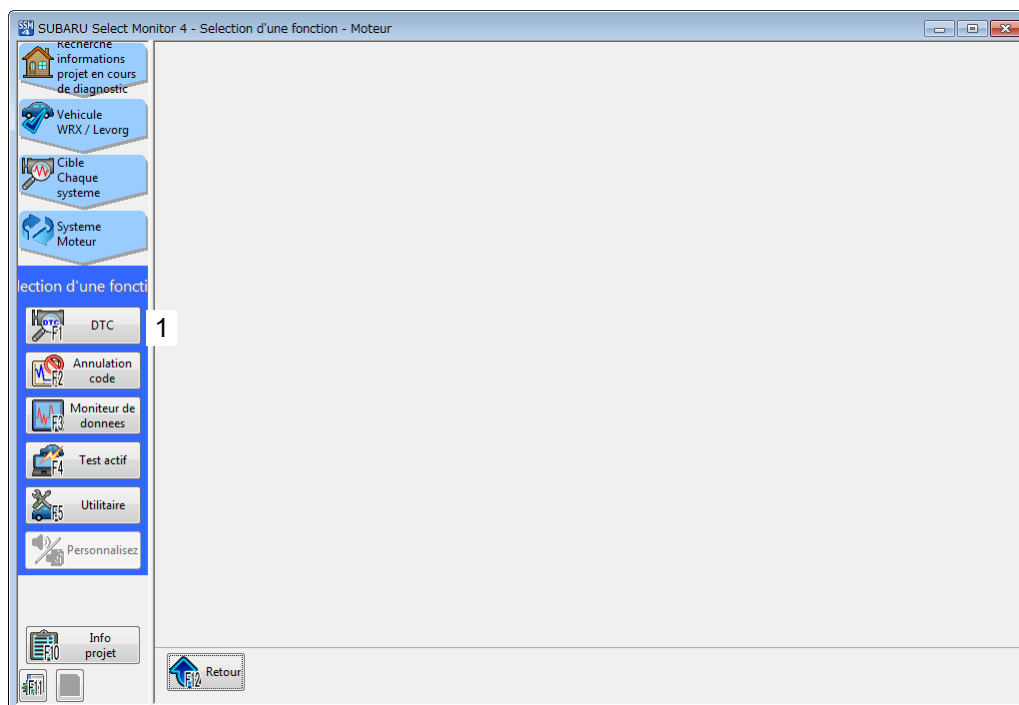 SUBARU Select Monitor 4 - Selection d'une fonction - Moteur
Recherche
informations
projet en cours
de diagnostic
Vehicule
WRX / Levorg
Cible
Chaque
systeme
Systeme
Moteur
lection d'une foncti
DTC
F1
DTC
1
F2
Annulation
code
F3
Moniteur de
donnees
F4
Test actif
F5
Utilitaire
Personnalisez
F10
Info
projet
F11
F12
Retour